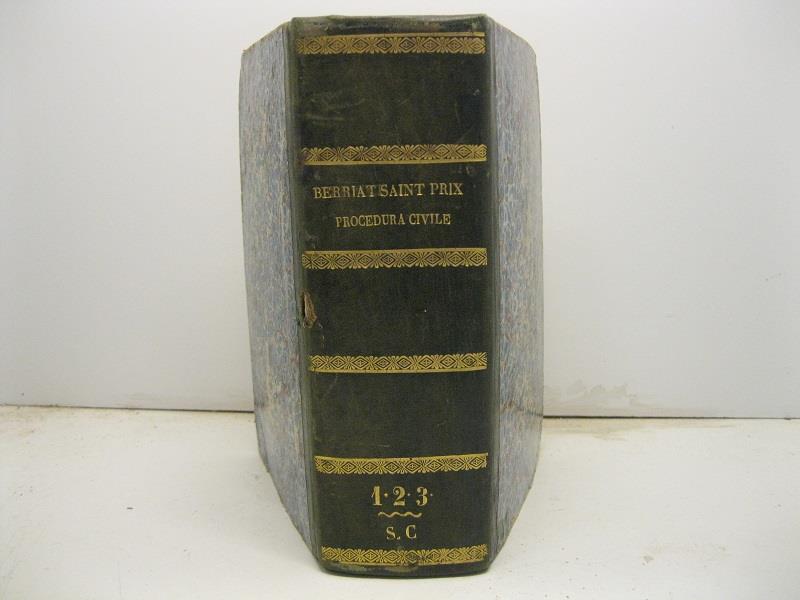 BERRIAT SAINT PRIX
PROCEDURA CIVILE
1·2·3·
S. C